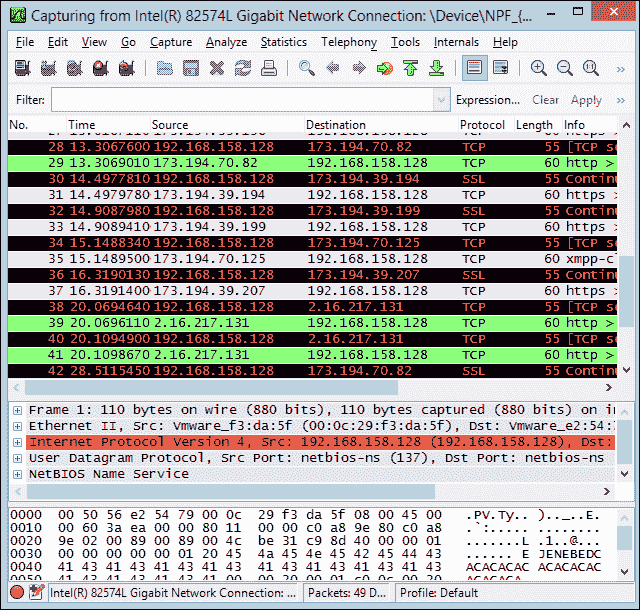 Capturing from Intel(R) 82574L Gigabit Network Connection: \Device\NPF_{...
File Edit View Go Capture Analyze Statistics Telephony Tools Internals Help
Filter: Expression... Clear Apply »
No. Time Source Destination Protocol Length Info
28 13.3067600 192.168.158.128 173.194.70.82 TCP 55 [TCP se
29 13.3069010 173.194.70.82 192.168.158.128 TCP 60 http >
30 14.4977810 192.168.158.128 173.194.39.194 SSL 55 Continu
31 14.4979780 173.194.39.194 192.168.158.128 TCP 60 https >
32 14.9087980 192.168.158.128 173.194.39.199 SSL 55 Continu
33 14.9089410 173.194.39.199 192.168.158.128 TCP 60 https >
34 15.1488340 192.168.158.128 173.194.70.125 TCP 55 [TCP se
35 15.1489500 173.194.70.125 192.168.158.128 TCP 60 xmpp-cl
36 16.3190130 192.168.158.128 173.194.39.207 SSL 55 Continu
37 16.3191400 173.194.39.207 192.168.158.128 TCP 60 https >
38 20.0694640 192.168.158.128 2.16.217.131 TCP 55 [TCP se
39 20.0696110 2.16.217.131 192.168.158.128 TCP 60 http >
40 20.1094900 192.168.158.128 2.16.217.131 TCP 55 [TCP se
41 20.1098670 2.16.217.131 192.168.158.128 TCP 60 http >
42 28.5115450 192.168.158.128 173.194.70.82 TCP 55 Continu
Frame 1: 110 bytes on wire (880 bits), 110 bytes captured (880 bits) on in
Ethernet II, Src: Vmware_f3:da:5f (00:0c:29:f3:da:5f), Dst: Vmware_e2:54:
Internet Protocol Version 4, Src: 192.168.158.128 (192.168.158.128), Dst:
User Datagram Protocol, Src Port: netbios-ns (137), Dst Port: netbios-ns
NetBIOS Name Service
0000 00 50 56 e2 54 79 00 0c 29 f3 da 5f 08 00 45 00 .PV.Ty.. ).._..E.
0010 00 60 3a ea 00 00 80 11 00 00 c0 a8 9e 80 c0 a8 .`:..... ........
0020 9e 02 00 89 00 89 00 4c be 31 c9 8d 40 00 00 01 .......L .1..@...
0030 00 00 00 00 00 01 20 45 4a 45 4e 45 42 45 44 43 ...... E JENEBEDC
0040 41 43 41 43 41 43 41 43 41 43 41 43 41 43 41 43 ACACACAC ACACACAC
Intel(R) 82574L Gigabit Network Connection: ... Packets: 49 D... Profile: Default